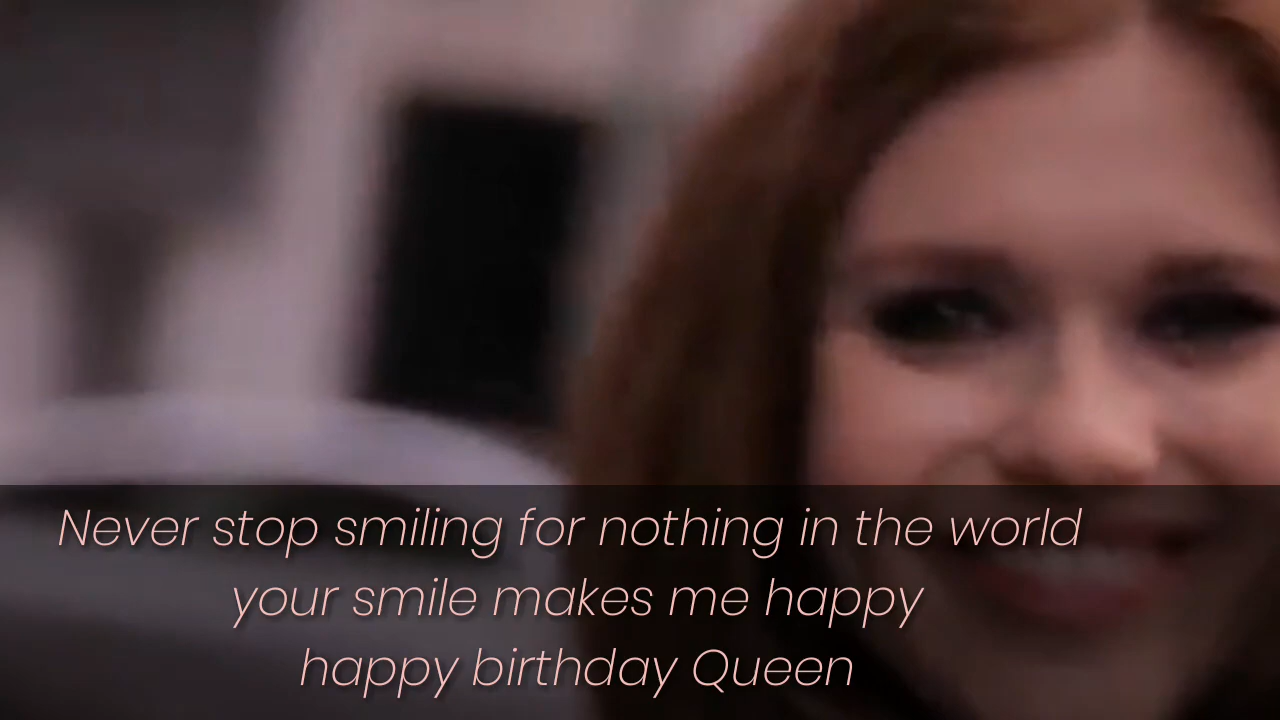 Never stop smiling for nothing in the world
your smile makes me happy
happy birthday Queen